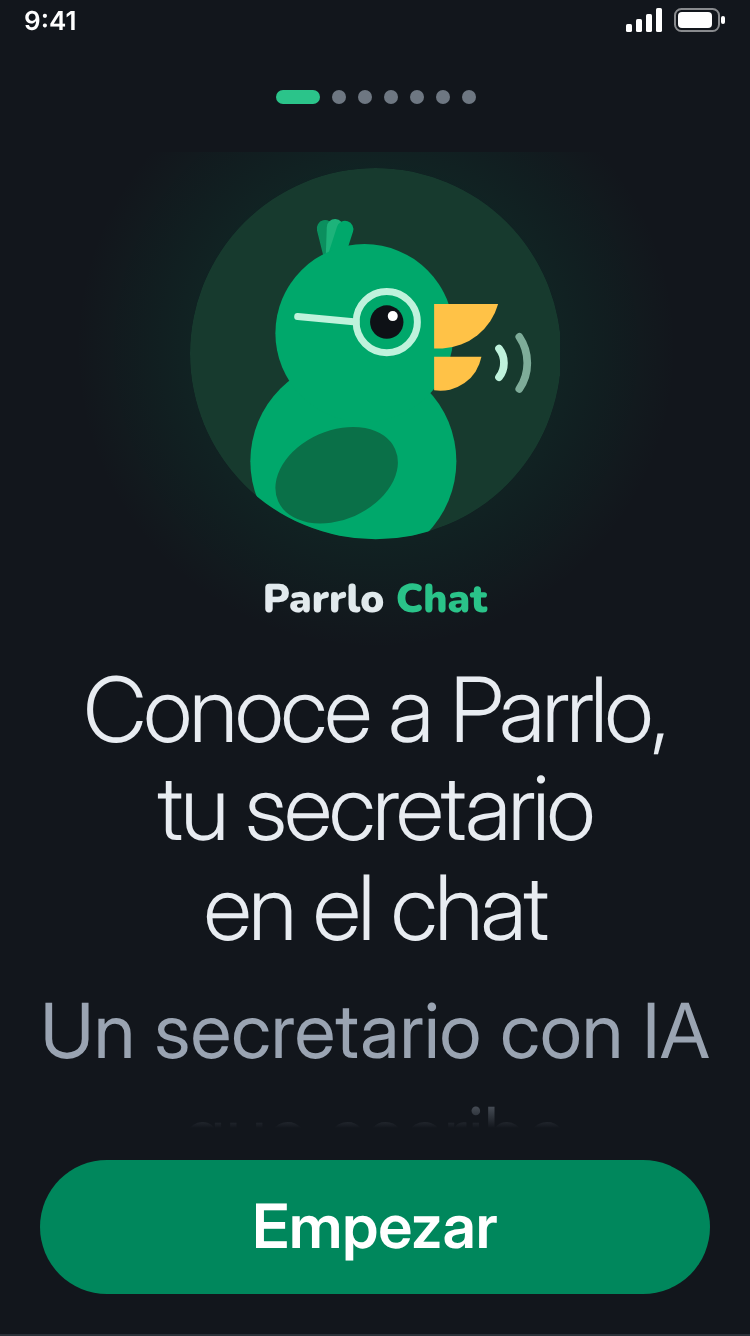 9:41
Parrlo Chat
Conoce a Parrlo,
tu secretario
en el chat
Un secretario con IA
Empezar